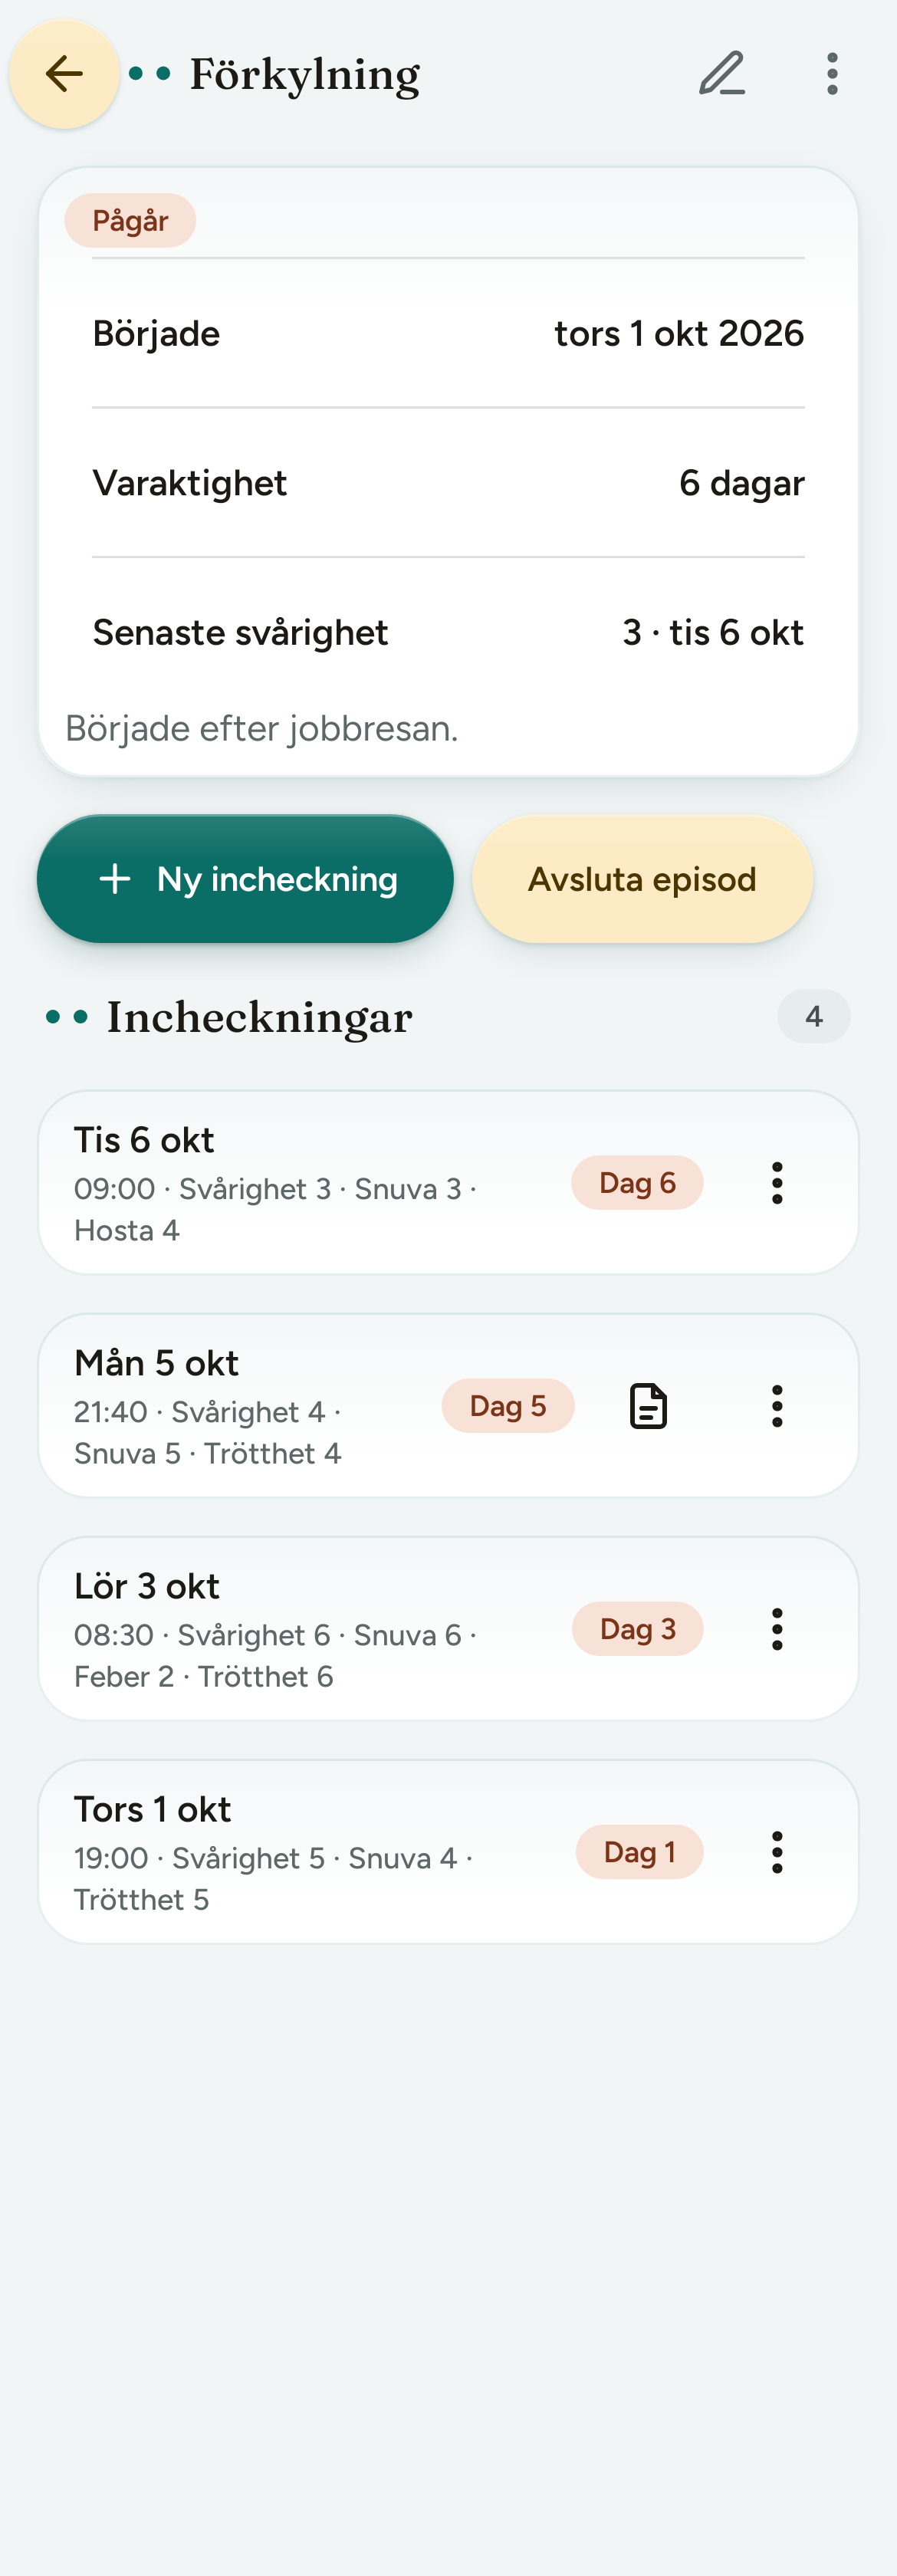 Förkylning
Pågår
Började tors 1 okt 2026
Varaktighet 6 dagar
Senaste svårighet 3 · tis 6 okt
Började efter jobbresan.
Ny incheckning Avsluta episod
Incheckningar 4
Tis 6 okt
09:00 · Svårighet 3 · Snuva 3 ·
Hosta 4
Dag 6
Mån 5 okt
21:40 · Svårighet 4 ·
Snuva 5 · Trötthet 4
Dag 5
Lör 3 okt
08:30 · Svårighet 6 · Snuva 6 ·
Feber 2 · Trötthet 6
Dag 3
Tors 1 okt
19:00 · Svårighet 5 · Snuva 4 ·
Trötthet 5
Dag 1